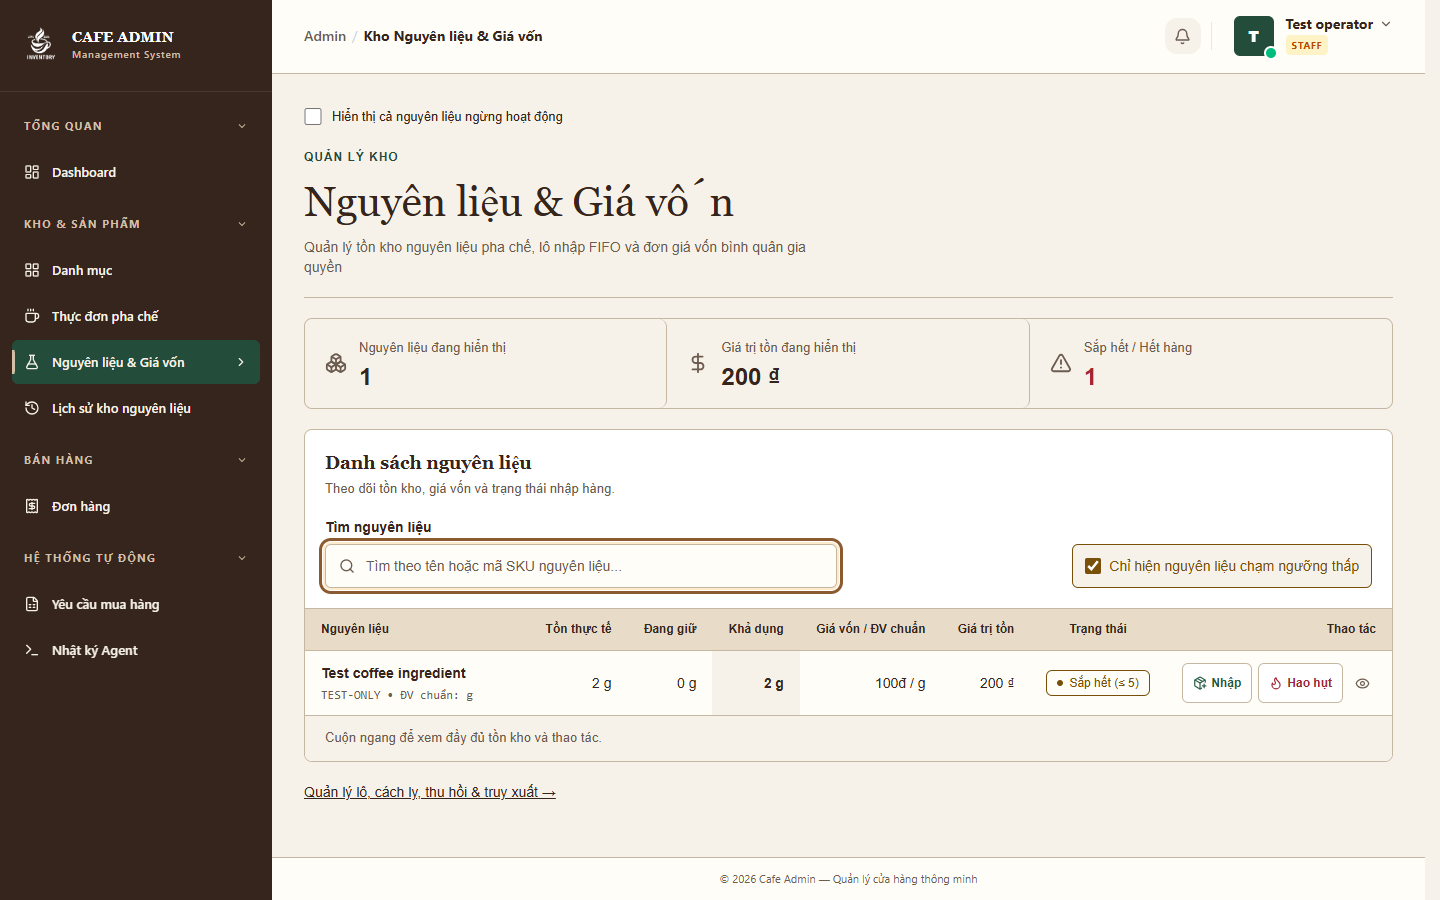 INVENTORY
CAFE ADMIN
Management System
TỔNG QUAN
Dashboard
KHO & SẢN PHẨM
Danh mục
Thực đơn pha chế
Nguyên liệu & Giá vốn
Lịch sử kho nguyên liệu
BÁN HÀNG
Đơn hàng
HỆ THỐNG TỰ ĐỘNG
Yêu cầu mua hàng
Nhật ký Agent
Admin / Kho Nguyên liệu & Giá vốn
T
Test operator
STAFF
Hiển thị cả nguyên liệu ngừng hoạt động
QUẢN LÝ KHO
Nguyên liệu & Giá vốn
Quản lý tồn kho nguyên liệu pha chế, lô nhập FIFO và đơn giá vốn bình quân gia
quyền
Nguyên liệu đang hiển thị
1
Giá trị tồn đang hiển thị
200 ₫
Sắp hết / Hết hàng
1
Danh sách nguyên liệu
Theo dõi tồn kho, giá vốn và trạng thái nhập hàng.
Tìm nguyên liệu
Tìm theo tên hoặc mã SKU nguyên liệu...
Chỉ hiện nguyên liệu chạm ngưỡng thấp
Nguyên liệu Tồn thực tế Đang giữ Khả dụng Giá vốn / ĐV chuẩn Giá trị tồn Trạng thái Thao tác
Test coffee ingredient
TEST-ONLY • ĐV chuẩn: g
2 g 0 g 2 g 100đ / g 200 ₫ Sắp hết (≤ 5) Nhập Hao hụt
Cuộn ngang để xem đầy đủ tồn kho và thao tác.
Quản lý lô, cách ly, thu hồi & truy xuất →
© 2026 Cafe Admin — Quản lý cửa hàng thông minh